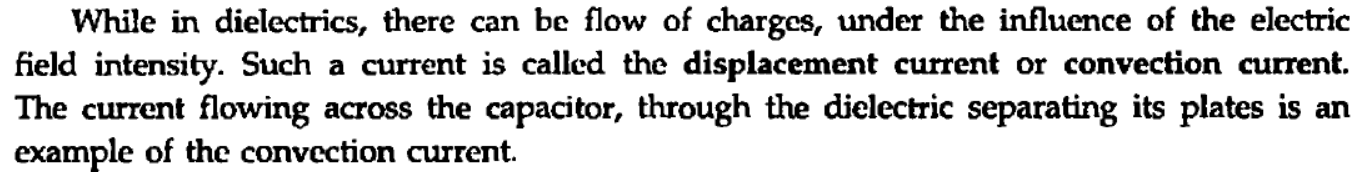 While in dielectrics, there can be flow of charges, under the influence of the electric
field intensity. Such a current is called the displacement current or convection current.
The current flowing across the capacitor, through the dielectric separating its plates is an
example of the convection current.